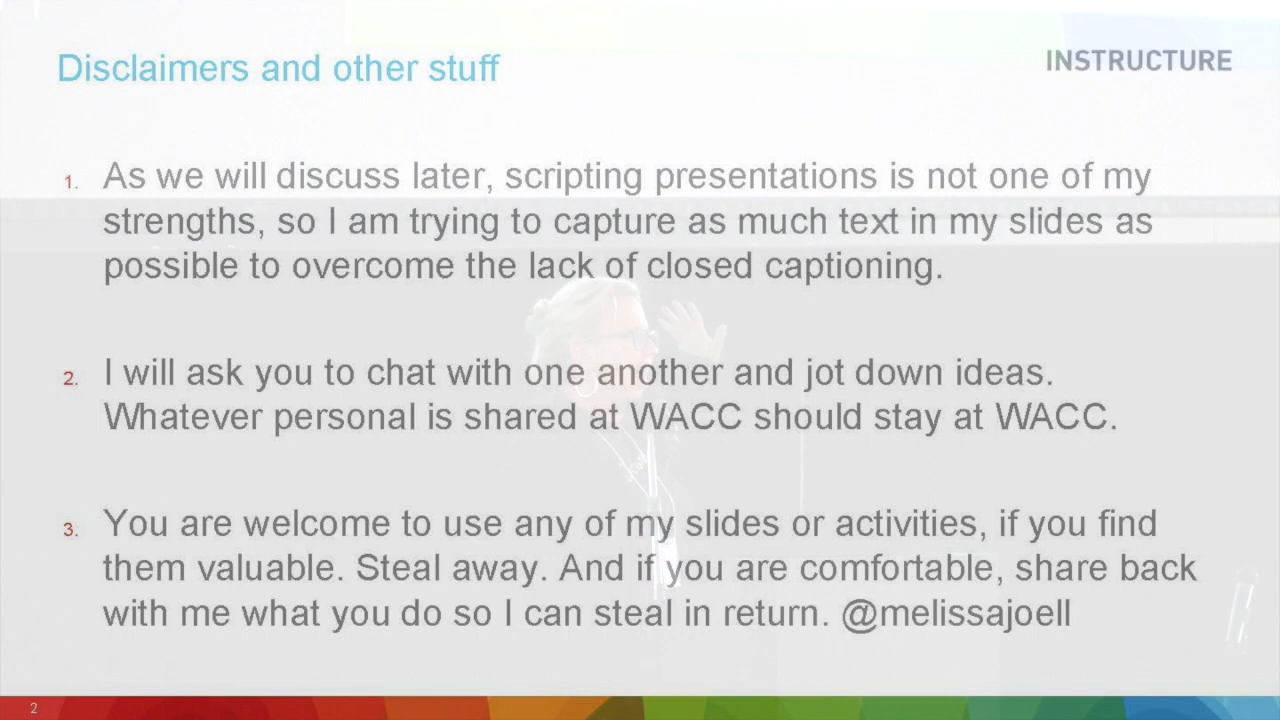 Disclaimers and other stuff
INSTRUCTURE
1. As we will discuss later, scripting presentations is not one of my
strengths, so I am trying to capture as much text in my slides as
possible to overcome the lack of closed captioning.
2. I will ask you to chat with one another and jot down ideas.
Whatever personal is shared at WACC should stay at WACC.
3. You are welcome to use any of my slides or activities, if you find
them valuable. Steal away. And if you are comfortable, share back
with me what you do so I can steal in return. @melissajoell
2